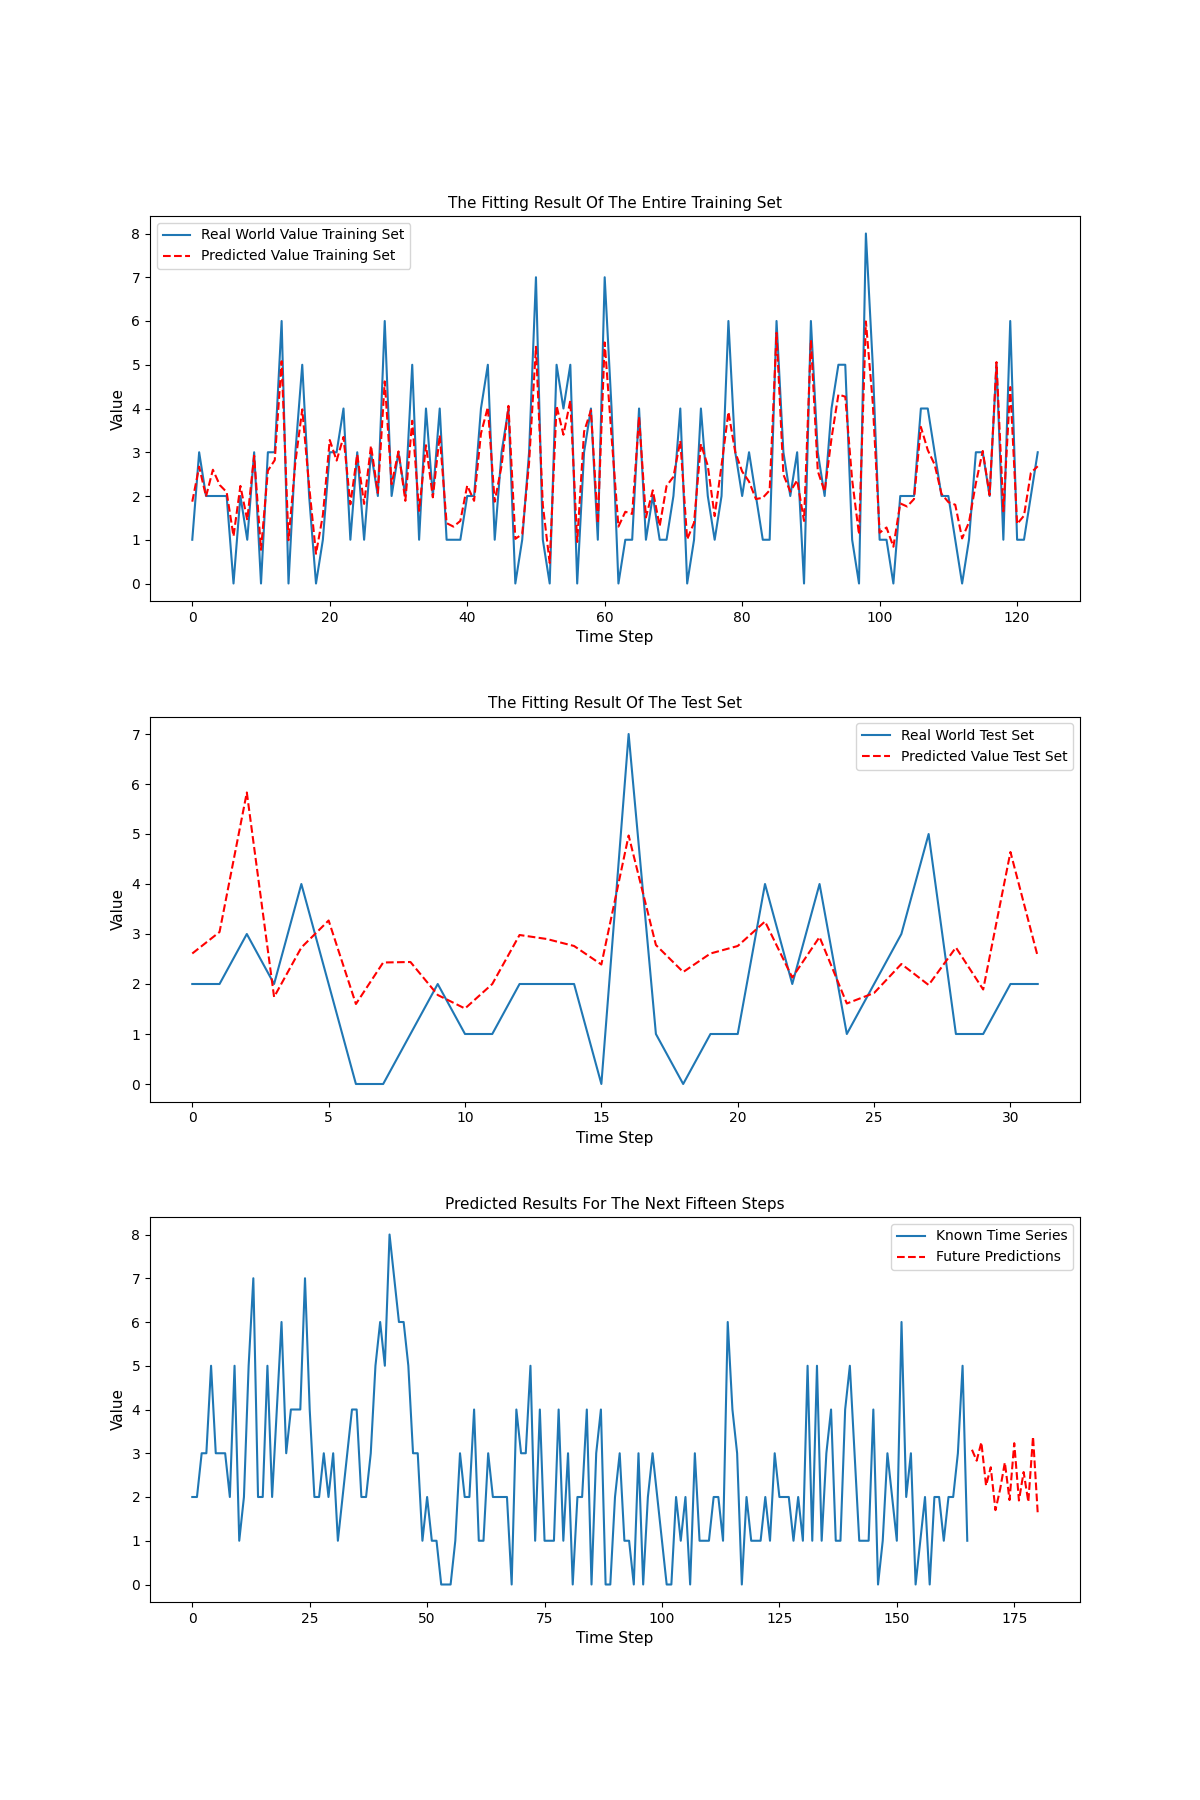 The Fitting Result Of The Entire Training Set
Real World Value Training Set
Predicted Value Training Set
Value
8
7
6
5
4
3
2
1
0
0 20 40 60 80 100 120
Time Step
The Fitting Result Of The Test Set
Real World Test Set
Predicted Value Test Set
Value
7
6
5
4
3
2
1
0
0 5 10 15 20 25 30
Time Step
Predicted Results For The Next Fifteen Steps
Known Time Series
Future Predictions
Value
8
7
6
5
4
3
2
1
0
0 25 50 75 100 125 150 175
Time Step